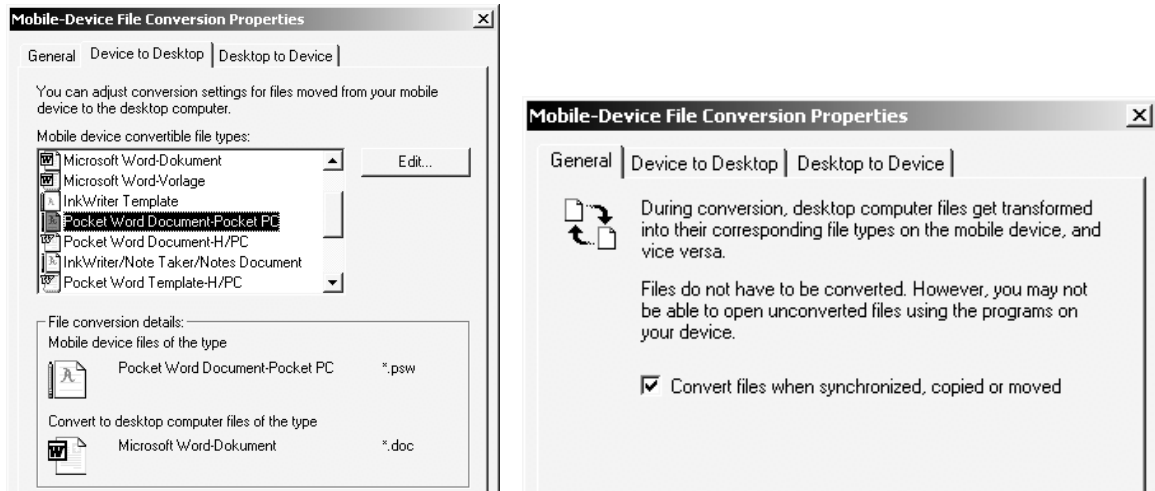 Mobile-Device File Conversion Properties
General Device to Desktop Desktop to Device
You can adjust conversion settings for files moved from your mobile
device to the desktop computer.
Mobile device convertible file types:
Microsoft Word-Dokument
Microsoft Word-Vorlage
InkWriter Template
Pocket Word Document-Pocket PC
Pocket Word Document-H/PC
InkWriter/Note Taker/Notes Document
Pocket Word Template-H/PC
Edit...
File conversion details:
Mobile device files of the type
Pocket Word Document-Pocket PC *.psw
Convert to desktop computer files of the type
Microsoft Word-Dokument *.doc
Mobile-Device File Conversion Properties
General Device to Desktop Desktop to Device
During conversion, desktop computer files get transformed
into their corresponding file types on the mobile device, and
vice versa.
Files do not have to be converted. However, you may not
be able to open unconverted files using the programs on
your device.
Convert files when synchronized, copied or moved